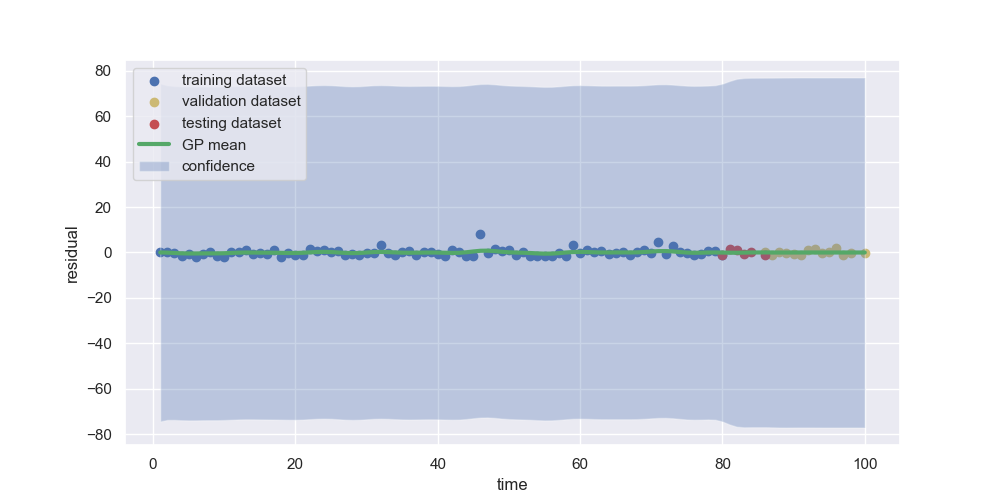 80
60
40
20
0
−20
−40
−60
−80
residual
training dataset
validation dataset
testing dataset
GP mean
confidence
0
20
40
60
80
100
time